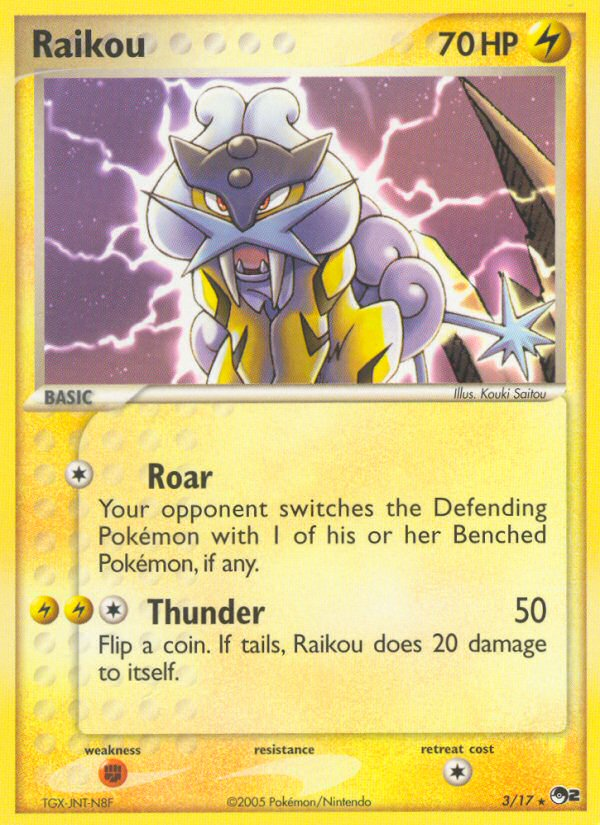 Raikou 70 HP
BASIC
Illus. Kouki Saitou
Roar
Your opponent switches the Defending
Pokémon with 1 of his or her Benched
Pokémon, if any.
Thunder 50
Flip a coin. If tails, Raikou does 20 damage
to itself.
weakness resistance retreat cost
TGX-JNT-N8F ©2005 Pokémon/Nintendo 3/17 ★ 2